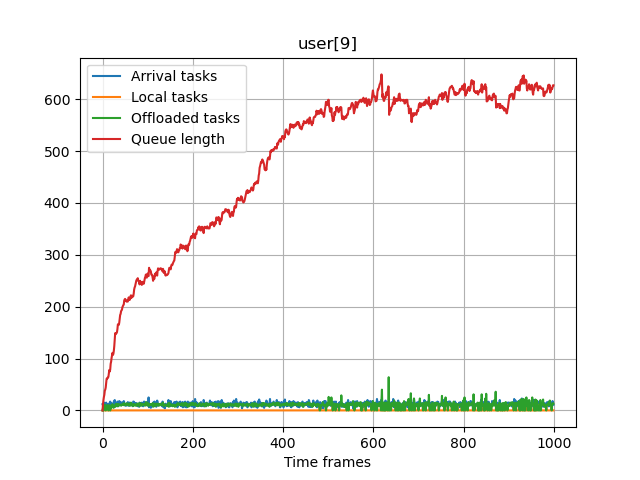 user[9]
Arrival tasks
Local tasks
Offloaded tasks
Queue length
600
500
400
300
200
100
0
0 200 400 600 800 1000
Time frames